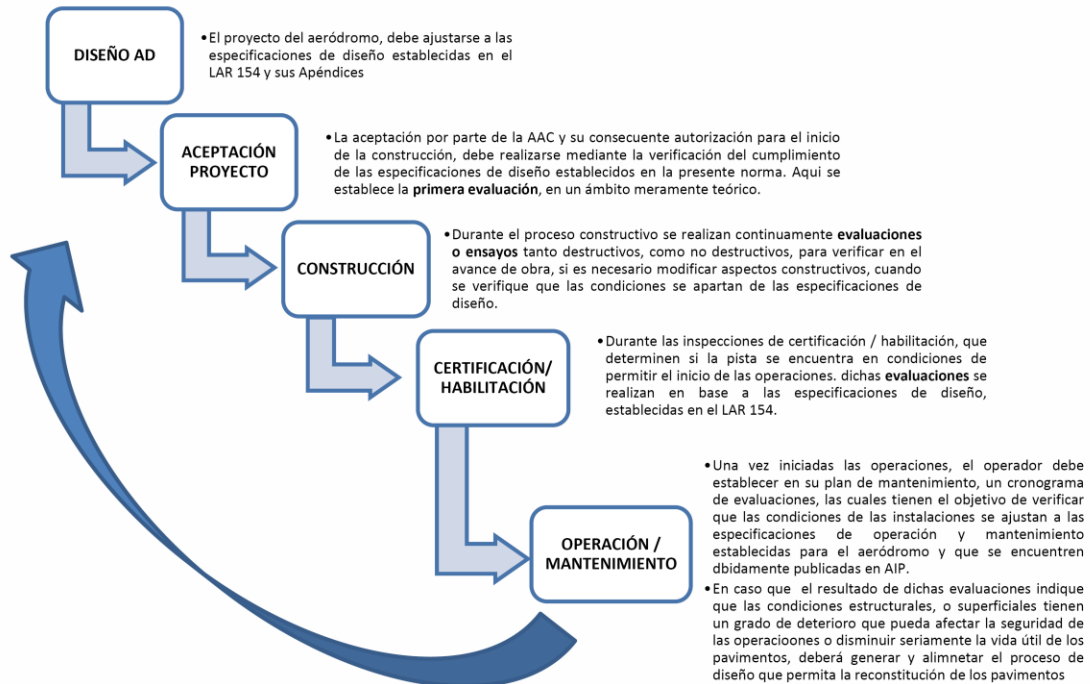 DISEÑO AD
•El proyecto del aeródromo, debe ajustarse a las
especificaciones de diseño establecidas en el
LAR 154 y sus Apéndices
ACEPTACIÓN
PROYECTO
•La aceptación por parte de la AAC y su consecuente autorización para el inicio
de la construcción, debe realizarse mediante la verificación del cumplimiento
de las especificaciones de diseño establecidos en la presente norma. Aqui se
establece la primera evaluación, en un ámbito meramente teórico.
CONSTRUCCIÓN
•Durante el proceso constructivo se realizan continuamente evaluaciones
o ensayos tanto destructivos, como no destructivos, para verificar en el
avance de obra, si es necesario modificar aspectos constructivos, cuando
se verifique que las condiciones se apartan de las especificaciones de
diseño.
CERTIFICACIÓN/
HABILITACIÓN
•Durante las inspecciones de certificación / habilitación, que
determinen si la pista se encuentra en condiciones de
permitir el inicio de las operaciones. dichas evaluaciones se
realizan en base a las especificaciones de diseño,
establecidas en el LAR 154.
OPERACIÓN /
MANTENIMIENTO
•Una vez iniciadas las operaciones, el operador debe
establecer en su plan de mantenimiento, un cronograma
de evaluaciones, las cuales tienen el objetivo de verificar
que las condiciones de las instalaciones se ajustan a las
especificaciones de operación y mantenimiento
establecidas para el aeródromo y que se encuentren
dbidamente publicadas en AIP.
•En caso que el resultado de dichas evaluaciones indique
que las condiciones estructurales, o superficiales tienen
un grado de deterioro que pueda afectar la seguridad de
las operacioones o disminuir seriamente la vida útil de los
pavimentos, deberá generar y alimnetar el proceso de
diseño que permita la reconstitución de los pavimentos